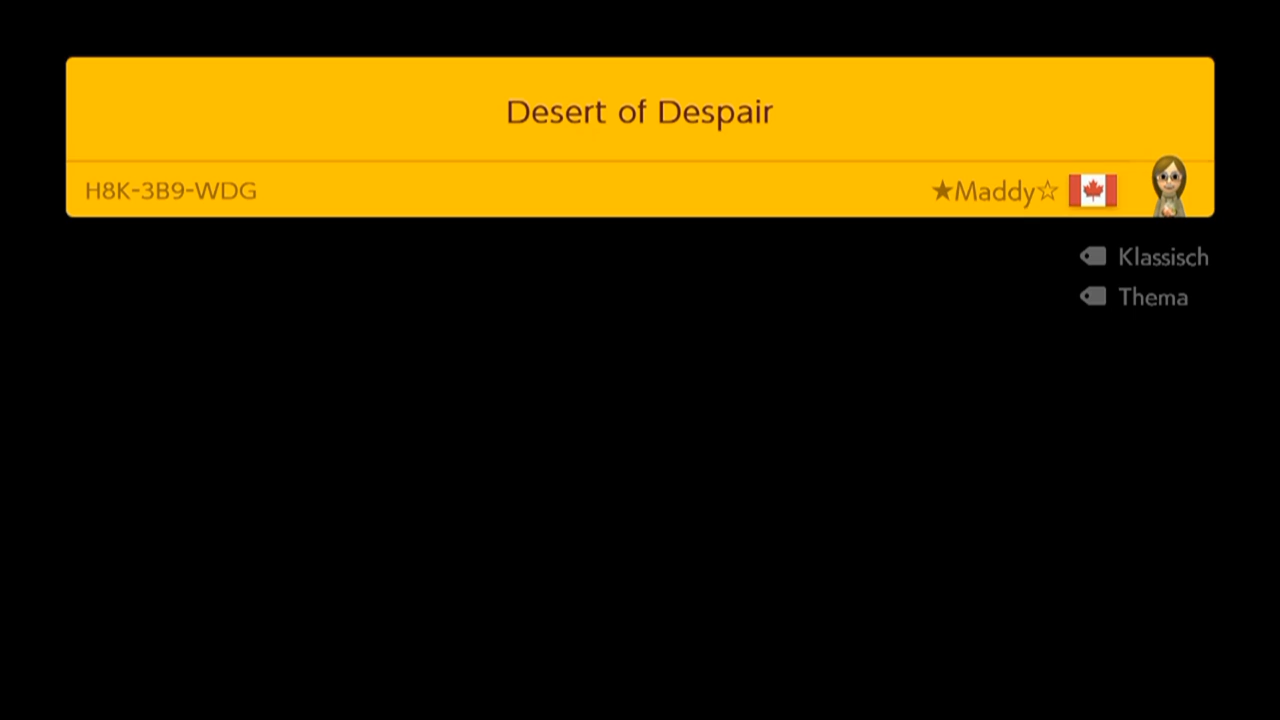 Desert of Despair
H8K-3B9-WDG
★Maddy☆
Klassisch
Thema